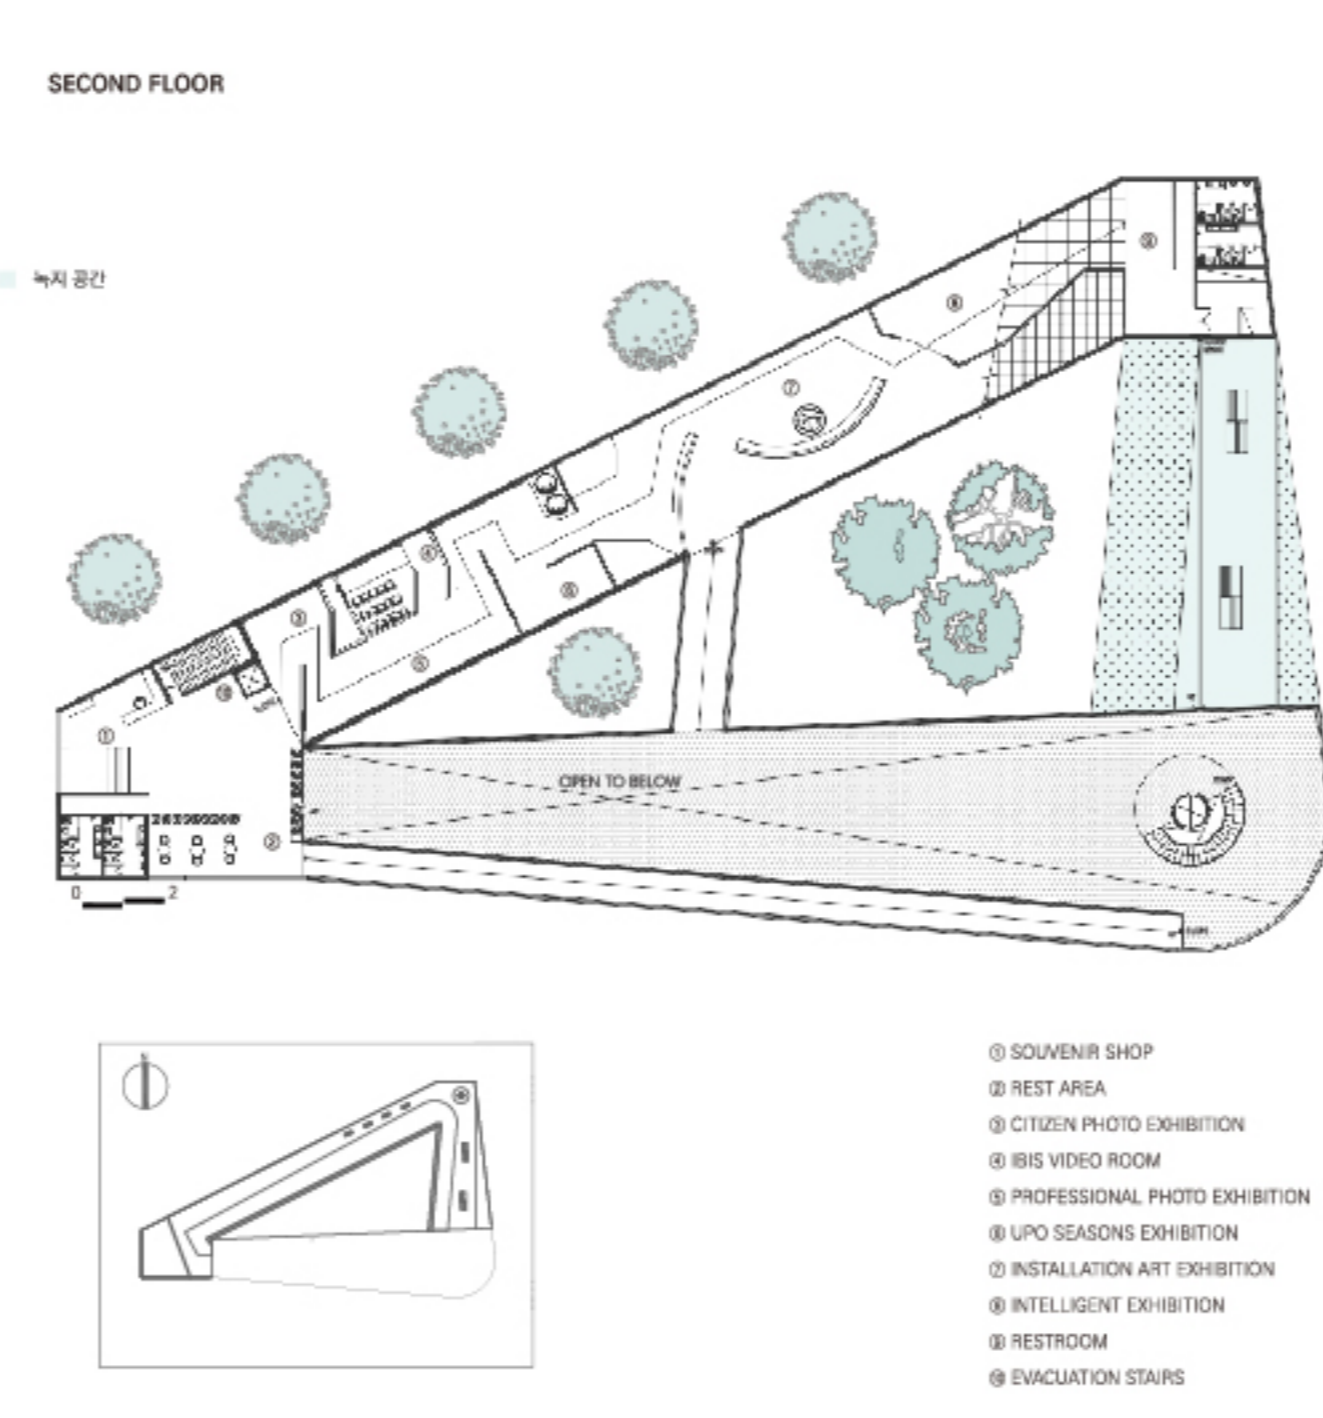 SECOND FLOOR
녹지 공간
OPEN TO BELOW
0 2
① SOUVENIR SHOP
② REST AREA
③ CITIZEN PHOTO EXHIBITION
④ IBIS VIDEO ROOM
⑤ PROFESSIONAL PHOTO EXHIBITION
⑥ UPO SEASONS EXHIBITION
⑦ INSTALLATION ART EXHIBITION
⑧ INTELLIGENT EXHIBITION
⑨ RESTROOM
⑩ EVACUATION STAIRS